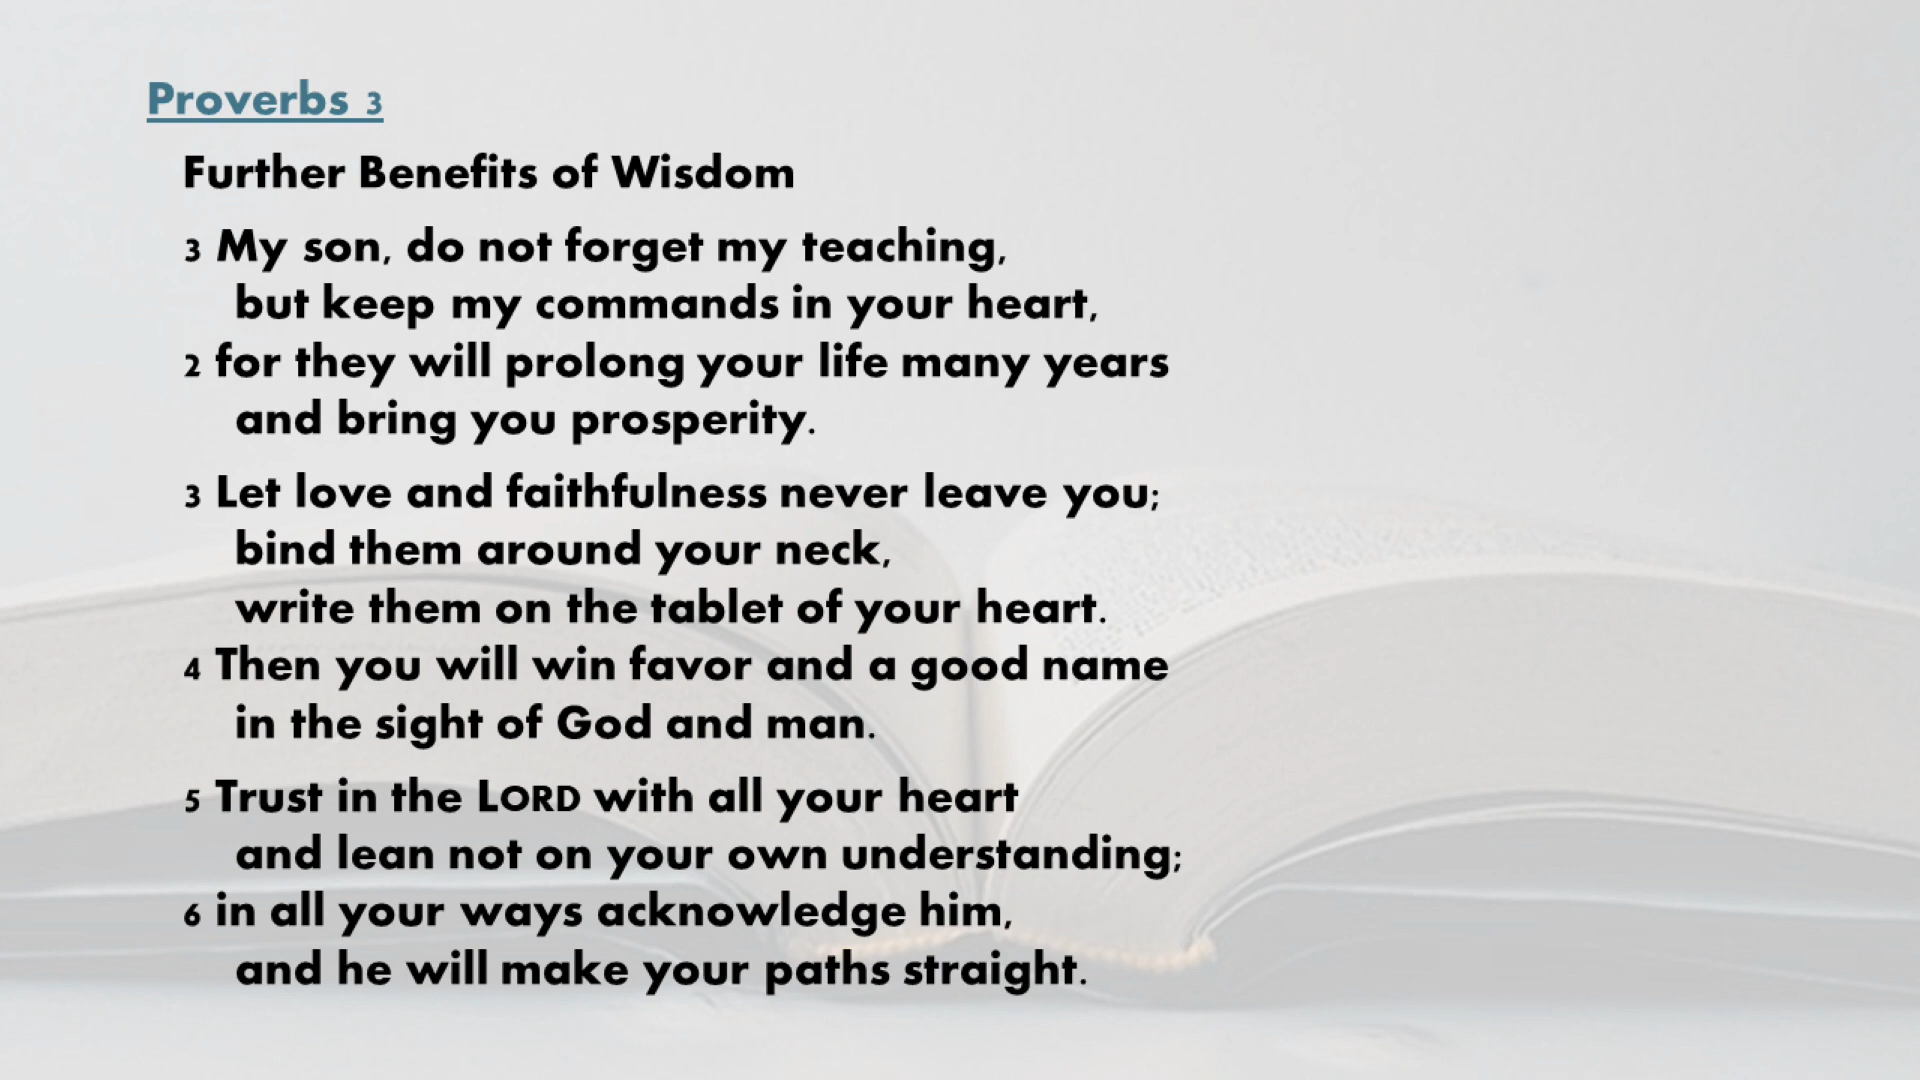 Proverbs 3
Further Benefits of Wisdom
3 My son, do not forget my teaching,
but keep my commands in your heart,
2 for they will prolong your life many years
and bring you prosperity.
3 Let love and faithfulness never leave you;
bind them around your neck,
write them on the tablet of your heart.
4 Then you will win favor and a good name
in the sight of God and man.
5 Trust in the LORD with all your heart
and lean not on your own understanding;
6 in all your ways acknowledge him,
and he will make your paths straight.